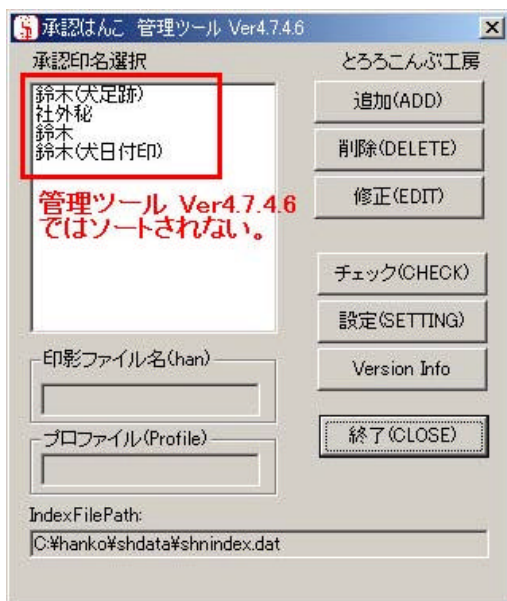 承認はんこ 管理ツール Ver4.7.4.6
承認印名選択
とろろこんぶ工房
鈴木(犬足跡)
社外秘
鈴木
鈴木(犬日付印)
管理ツール Ver4.7.4.6
ではソートされない。
追加(ADD)
削除(DELETE)
修正(EDIT)
チェック(CHECK)
設定(SETTING)
Version Info
終了(CLOSE)
印影ファイル名(han)
プロファイル(Profile)
IndexFilePath:
C:¥hanko¥shdata¥shnindex.dat